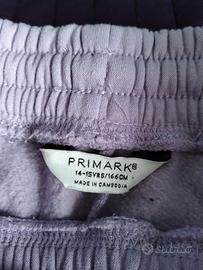 PRIMARK®
14-15YRS/166CM
MADE IN CAMBODIA
subito